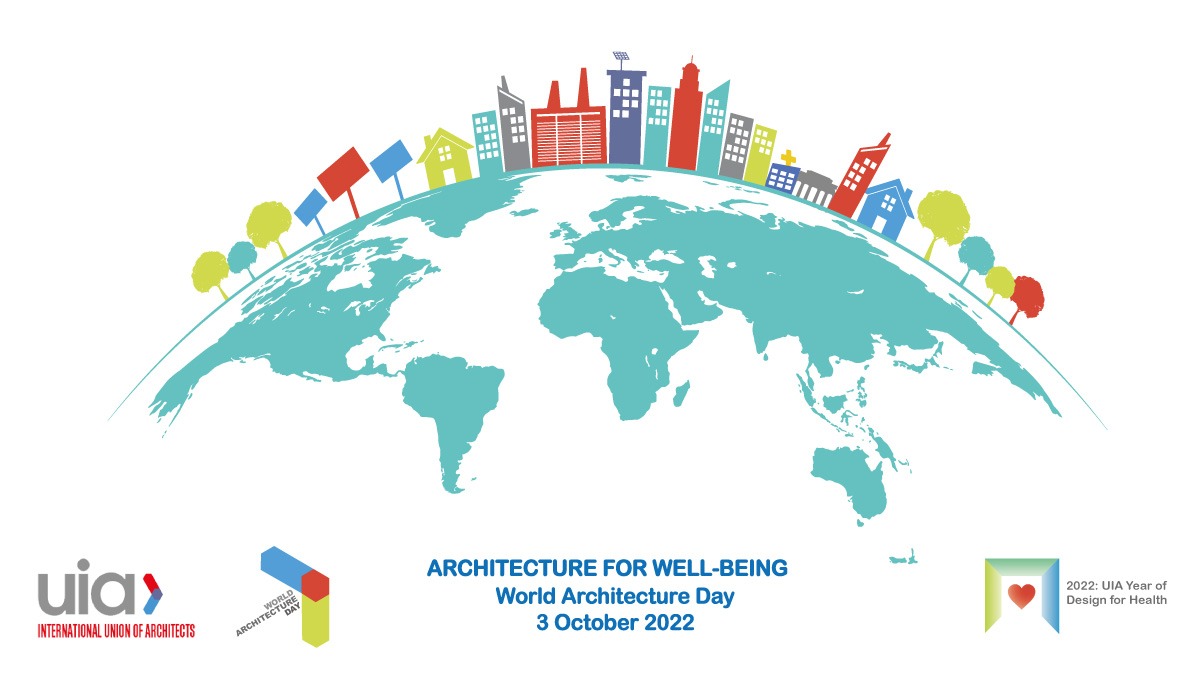 uia
INTERNATIONAL UNION OF ARCHITECTS
WORLD
ARCHITECTURE
DAY
ARCHITECTURE FOR WELL-BEING
World Architecture Day
3 October 2022
2022: UIA Year of
Design for Health